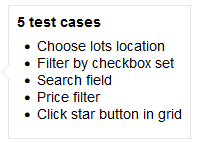 5 test cases
Choose lots location
Filter by checkbox set
Search field
Price filter
Click star button in grid